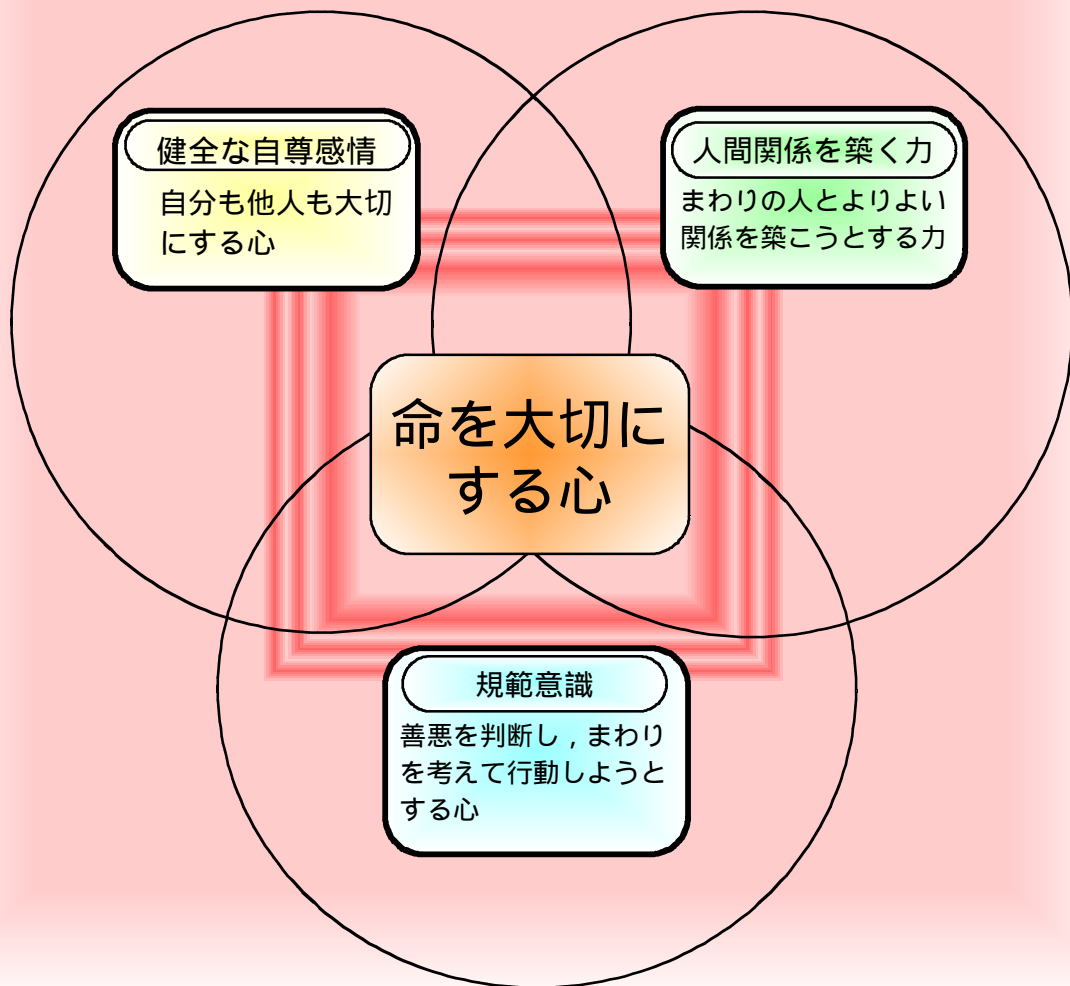 健全な自尊感情
自分も他人も大切
にする心
人間関係を築く力
まわりの人とよりよい
関係を築こうとする力
命を大切に
する心
規範意識
善悪を判断し，まわり
を考えて行動しようと
する心